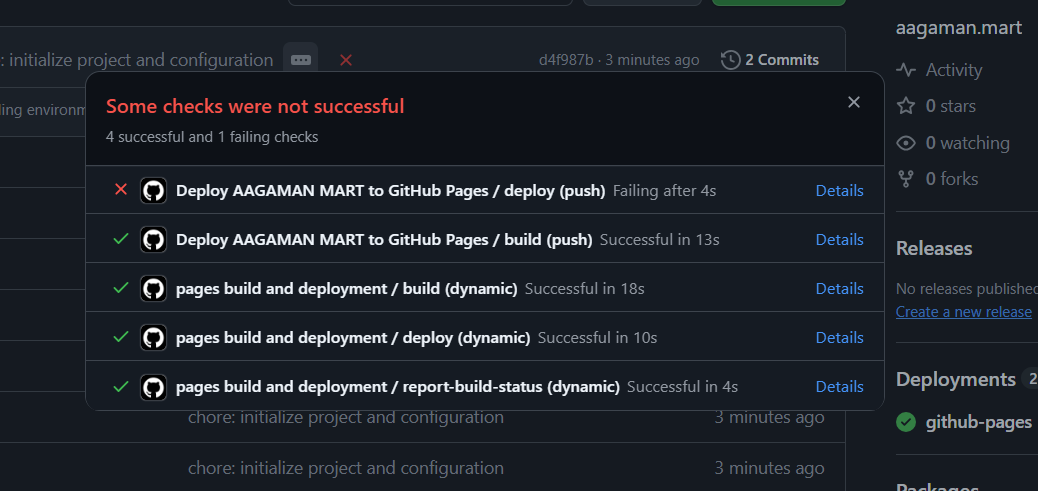 aagaman.mart
: initialize project and configuration ... d4f987b · 3 minutes ago 2 Commits
Activity
Some checks were not successful
0 stars
4 successful and 1 failing checks
0 watching
Deploy AAGAMAN MART to GitHub Pages / deploy (push) Failing after 4s Details
0 forks
Deploy AAGAMAN MART to GitHub Pages / build (push) Successful in 13s Details
Releases
pages build and deployment / build (dynamic) Successful in 18s Details
No releases published
Create a new release
pages build and deployment / deploy (dynamic) Successful in 10s Details
Deployments 2
pages build and deployment / report-build-status (dynamic) Successful in 4s Details
github-pages
chore: initialize project and configuration 3 minutes ago
chore: initialize project and configuration 3 minutes ago
Packages